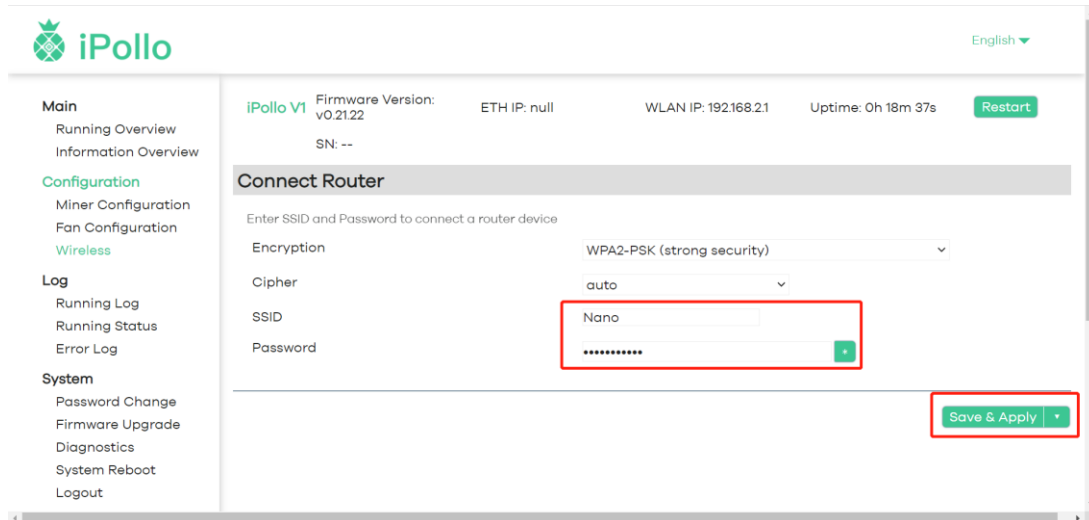 iPollo
English
Main
Running Overview
Information Overview
Configuration
Miner Configuration
Fan Configuration
Wireless
Log
Running Log
Running Status
Error Log
System
Password Change
Firmware Upgrade
Diagnostics
System Reboot
Logout
iPollo V1 Firmware Version: v0.21.22 ETH IP: null WLAN IP: 192.168.2.1 Uptime: 0h 18m 37s Restart
SN: --
Connect Router
Enter SSID and Password to connect a router device
Encryption WPA2-PSK (strong security)
Cipher auto
SSID Nano
Password •••••••••••
Save & Apply